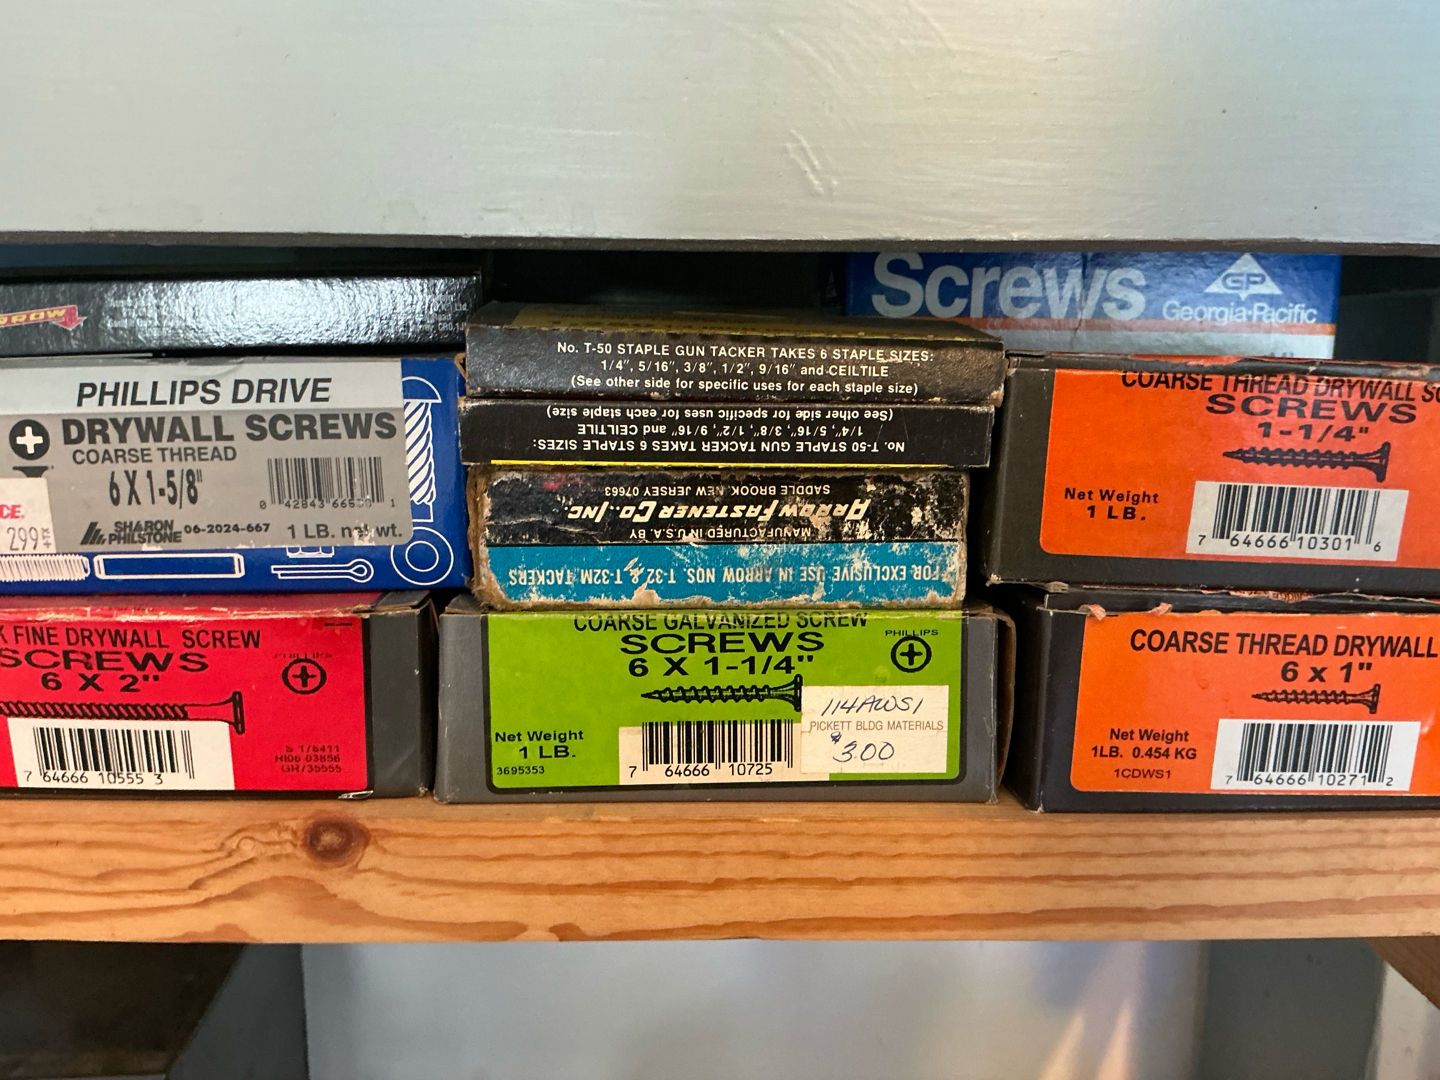 Screws
GP
Georgia-Pacific
ARROW
No. T-50 STAPLE GUN TACKER TAKES 6 STAPLE SIZES:
1/4", 5/16", 3/8", 1/2", 9/16" and CEILTILE
(See other side for specific uses for each staple size)
No. T-50 STAPLE GUN TACKER TAKES 6 STAPLE SIZES:
1/4", 5/16", 3/8", 1/2", 9/16" and CEILTILE
(See other side for specific uses for each staple size)
FOR EXCLUSIVE USE IN ARROW NOS. T-32 & T-32M TACKERS
MANUFACTURED IN U.S.A. BY
ARROW FASTENER CO., INC.
SADDLE BROOK, NEW JERSEY 07663
PHILLIPS DRIVE
DRYWALL SCREWS
COARSE THREAD
6 X 1-5/8"
0 42843 1
SHARON
PHILSTONE
06-2024-667
1 LB. net wt.
CE.
299
COARSE THREAD DRYWALL SC
SCREWS
1-1/4"
Net Weight
1 LB.
7 64666 10301 6
K FINE DRYWALL SCREW
SCREWS
6 X 2"
PHILLIPS
7 64666 10555 3
COARSE GALVANIZED SCREW
SCREWS
6 X 1-1/4"
PHILLIPS
Net Weight
1 LB.
3695353
7 64666 10725
114AWS1
PICKETT BLDG MATERIALS
$3.00
COARSE THREAD DRYWALL
6 x 1"
Net Weight
1LB. 0.454 KG
1CDWS1
7 64666 10271 2